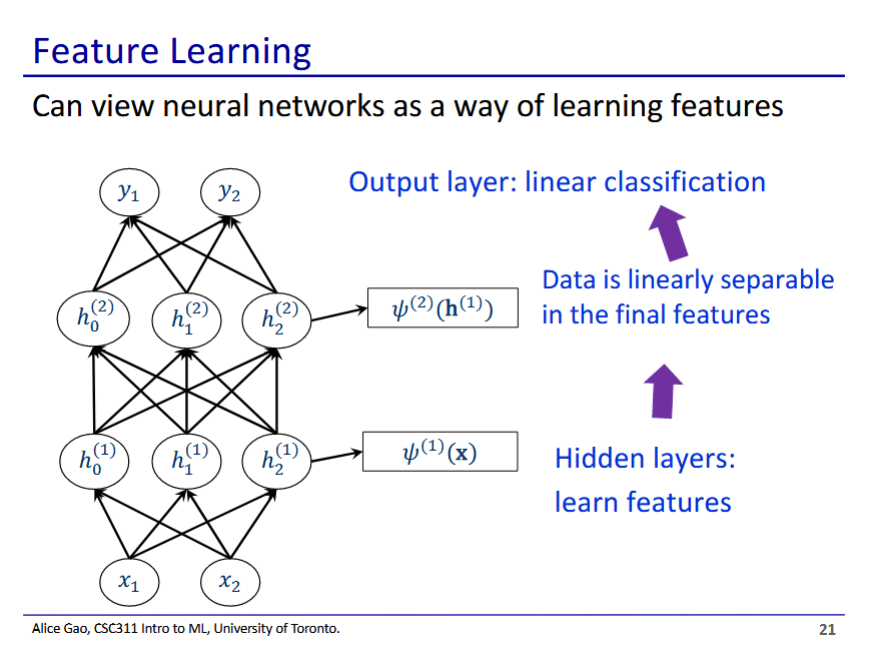 Feature Learning
Can view neural networks as a way of learning features
y₁ y₂
Output layer: linear classification
Data is linearly separable
in the final features
h₀⁽²⁾ h₁⁽²⁾ h₂⁽²⁾ ψ⁽²⁾(𝐡⁽¹⁾)
h₀⁽¹⁾ h₁⁽¹⁾ h₂⁽¹⁾ ψ⁽¹⁾(𝐱)
Hidden layers:
learn features
x₁ x₂
Alice Gao, CSC311 Intro to ML, University of Toronto.
21